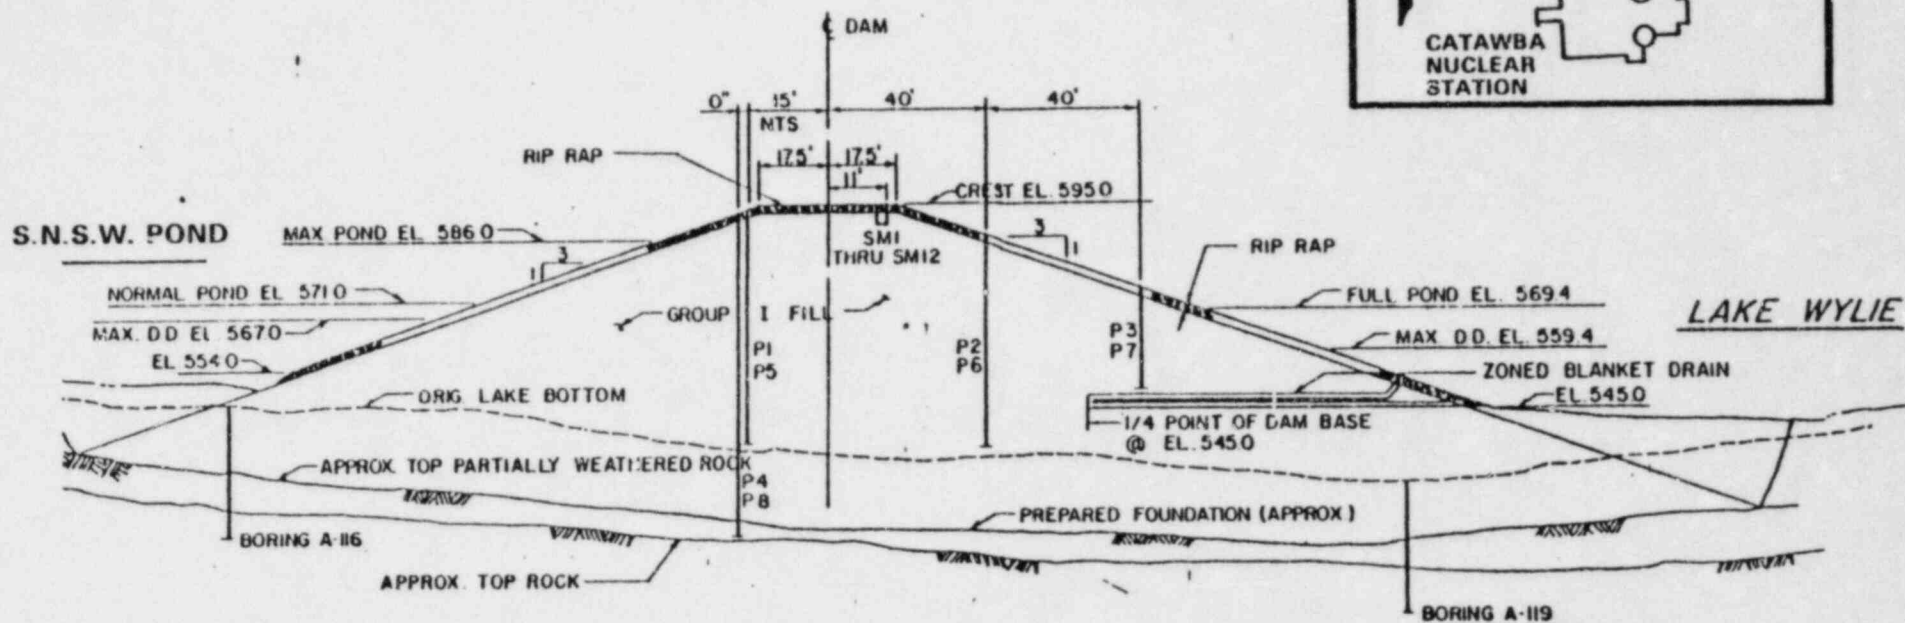 ℄ DAM
CATAWBA
NUCLEAR
STATION
0" 15' 40' 40'
NTS
RIP RAP
17.5' 17.5'
11'
CREST EL. 595.0
S.N.S.W. POND
MAX POND EL. 586.0
SM1
THRU SM12
3
1
3
1
RIP RAP
NORMAL POND EL 571.0
FULL POND EL. 569.4
LAKE WYLIE
GROUP I FILL
MAX. D.D EL 567.0
MAX. D.D. EL. 559.4
P1
P5
P2
P6
P3
P7
EL 554.0
ZONED BLANKET DRAIN
ORIG. LAKE BOTTOM
EL. 545.0
1/4 POINT OF DAM BASE
@ EL. 545.0
APPROX. TOP PARTIALLY WEATHERED ROCK
P4
P8
PREPARED FOUNDATION (APPROX.)
BORING A-116
APPROX. TOP ROCK
BORING A-119